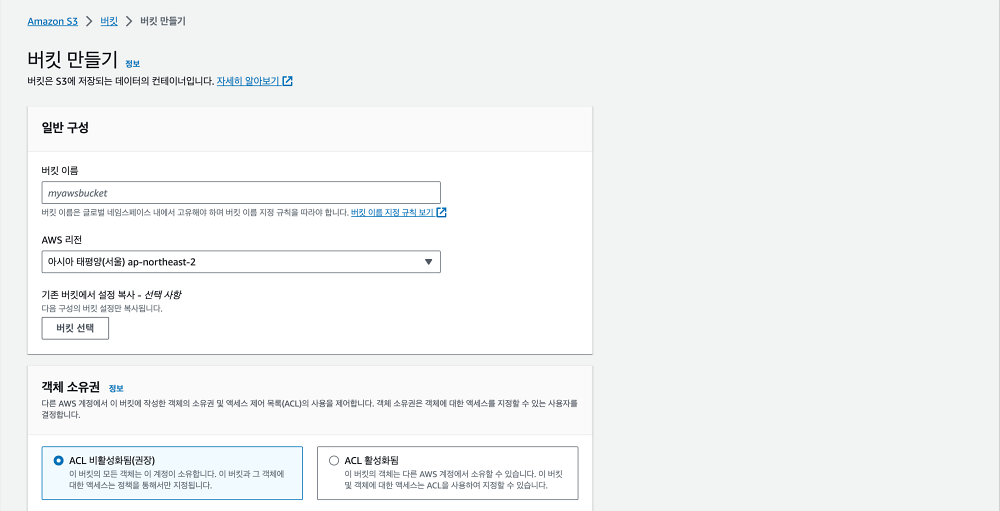 Amazon S3 > 버킷 > 버킷 만들기
버킷 만들기 정보
버킷은 S3에 저장되는 데이터의 컨테이너입니다. 자세히 알아보기
일반 구성
버킷 이름
myawsbucket
버킷 이름은 글로벌 네임스페이스 내에서 고유해야 하며 버킷 이름 지정 규칙을 따라야 합니다. 버킷 이름 지정 규칙 보기
AWS 리전
아시아 태평양(서울) ap-northeast-2
기존 버킷에서 설정 복사 - 선택 사항
다음 구성의 버킷 설정만 복사됩니다.
버킷 선택
객체 소유권 정보
다른 AWS 계정에서 이 버킷에 작성한 객체의 소유권 및 액세스 제어 목록(ACL)의 사용을 제어합니다. 객체 소유권은 객체에 대한 액세스를 지정할 수 있는 사용자를
결정합니다.
ACL 비활성화됨(권장)
이 버킷의 모든 객체는 이 계정이 소유합니다. 이 버킷과 그 객체에
대한 액세스는 정책을 통해서만 지정됩니다.
ACL 활성화됨
이 버킷의 객체는 다른 AWS 계정에서 소유할 수 있습니다. 이 버킷
및 객체에 대한 액세스는 ACL을 사용하여 지정할 수 있습니다.